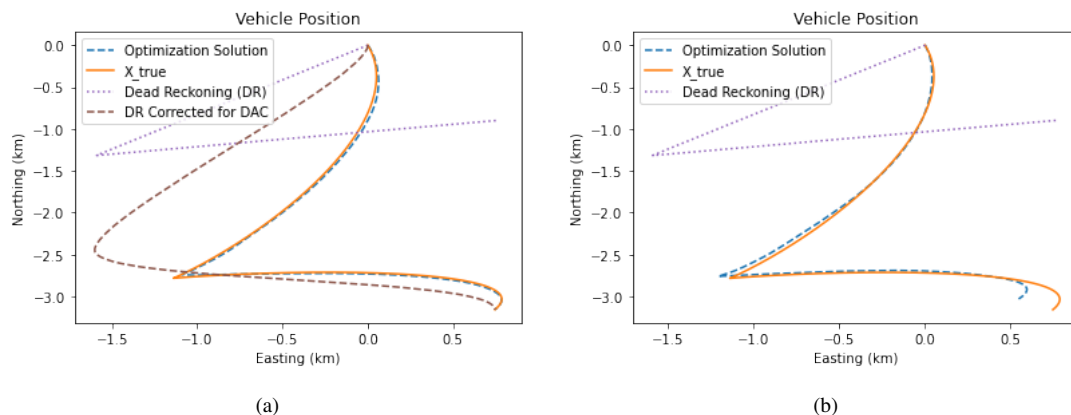 Vehicle Position
0.0
−0.5
−1.0
−1.5
−2.0
−2.5
−3.0
Northing (km)
Optimization Solution
X_true
Dead Reckoning (DR)
DR Corrected for DAC
−1.5
−1.0
−0.5
0.0
0.5
Easting (km)
(a)
Vehicle Position
0.0
−0.5
−1.0
−1.5
−2.0
−2.5
−3.0
Northing (km)
Optimization Solution
X_true
Dead Reckoning (DR)
−1.5
−1.0
−0.5
0.0
0.5
Easting (km)
(b)